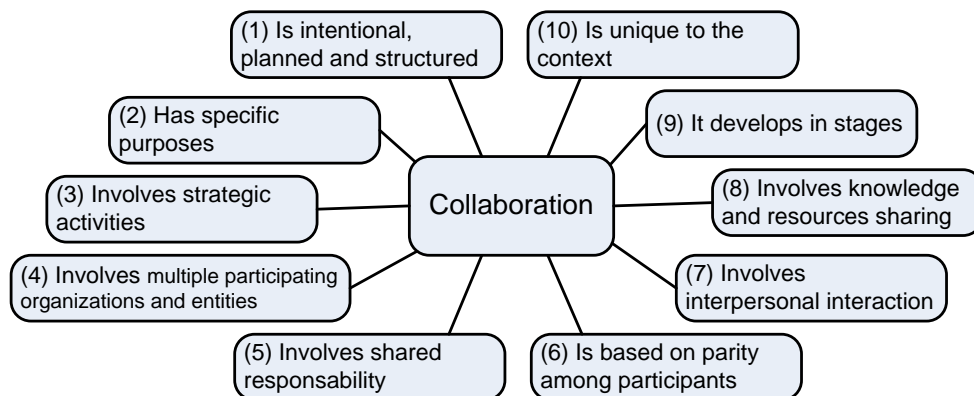 (1) Is intentional,
planned and structured
(10) Is unique to the
context
(2) Has specific
purposes
(9) It develops in stages
(3) Involves strategic
activities
Collaboration
(8) Involves knowledge
and resources sharing
(4) Involves multiple participating
organizations and entities
(7) Involves
interpersonal interaction
(5) Involves shared
responsability
(6) Is based on parity
among participants